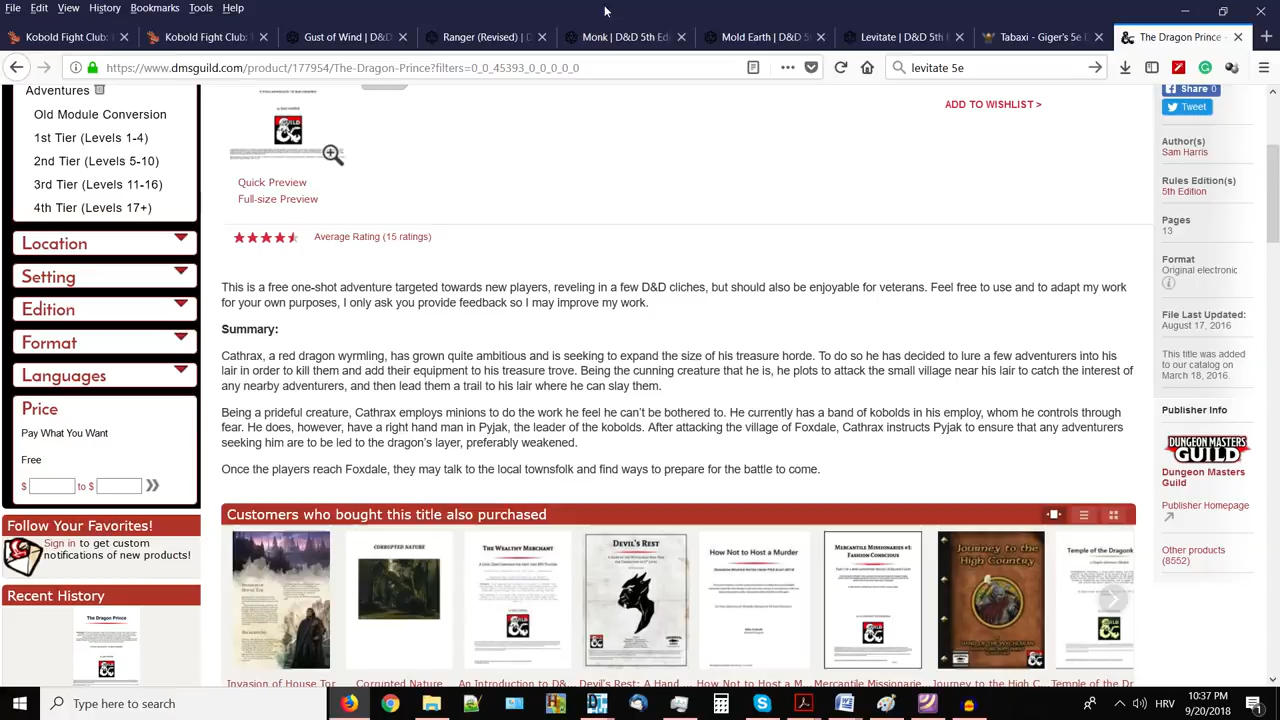 File Edit View History Bookmarks Tools Help
Kobold Fight Club:
Kobold Fight Club:
Gust of Wind | D&D
Ranger (Revised) | D
Monk | D&D 5th Ed
Mold Earth | D&D 5
Levitate | D&D 5th
Tabaxi - Giger's 5e
The Dragon Prince -
https://www.dmsguild.com/product/177954/The-Dragon-Prince?filters=0_0_45393_0_0_0_0_0
levitate 5e
Adventures
Old Module Conversion
1st Tier (Levels 1-4)
2nd Tier (Levels 5-10)
3rd Tier (Levels 11-16)
4th Tier (Levels 17+)
Location
Setting
Edition
Format
Languages
Price
Pay What You Want
Free
$ to $
Follow Your Favorites!
Sign in to get custom
notifications of new products!
Recent History
The Dragon Prince
Quick Preview
Full-size Preview
ADD TO WISHLIST >
Average Rating (15 ratings)
This is a free one-shot adventure targeted towards new players, reveling in a few D&D cliches, but should also be enjoyable for veterans. Feel free to use and to adapt my work
for your own purposes, I only ask you provide feedback so I may improve my work.
Summary:
Cathrax, a red dragon wyrmling, has grown quite ambitious and is seeking to expand the size of his treasure horde. To do so he has decided to lure a few adventurers into his
lair in order to kill them and add their equipment to his treasure trove. Being the cunning creature that he is, he plots to attack the small village near his lair to catch the interest of
any nearby adventurers, and then lead them a trail to his lair where he can slay them.
Being a prideful creature, Cathrax employs minions to do the work he feel he can't be bothered to. He currently has a band of kobolds in his employ, whom he controls through
fear. He does, however, have a right hand man in Pyjak, the leader of the kobolds. After attacking the village of Foxdale, Cathrax instructs Pyjak to ensure that any adventurers
seeking him are to be led to the dragon's layer, preferably weakened.
Once the players reach Foxdale, they may talk to the local townsfolk and find ways to prepare for the battle to come.
Customers who bought this title also purchased
CORRUPTED NATURE
THE WEALTHY MERCHANT
DEVIL'S REST
How Not to Host a Murder
MERCANTILE MISSIONARIES #1:
FASHION CONSCIOUS
Journey to the
High Country
Temple of the Dragonk
Invasion of House Tor
Corrupted Nature
An Introduction to D&
Devil's Rest: A Hand
How Not to Host a M
Mercantile Missionarie
Journey to the High C
Temple of the Dr
Share 0
Tweet
Author(s)
Sam Harris
Rules Edition(s)
5th Edition
Pages
13
Format
Original electronic
File Last Updated:
August 17, 2016
This title was added
to our catalog on
March 18, 2016.
Publisher Info
DUNGEON MASTERS
GUILD
Dungeon Masters
Guild
Publisher Homepage
Other products
(8552)
Type here to search
HRV
10:37 PM
9/20/2018